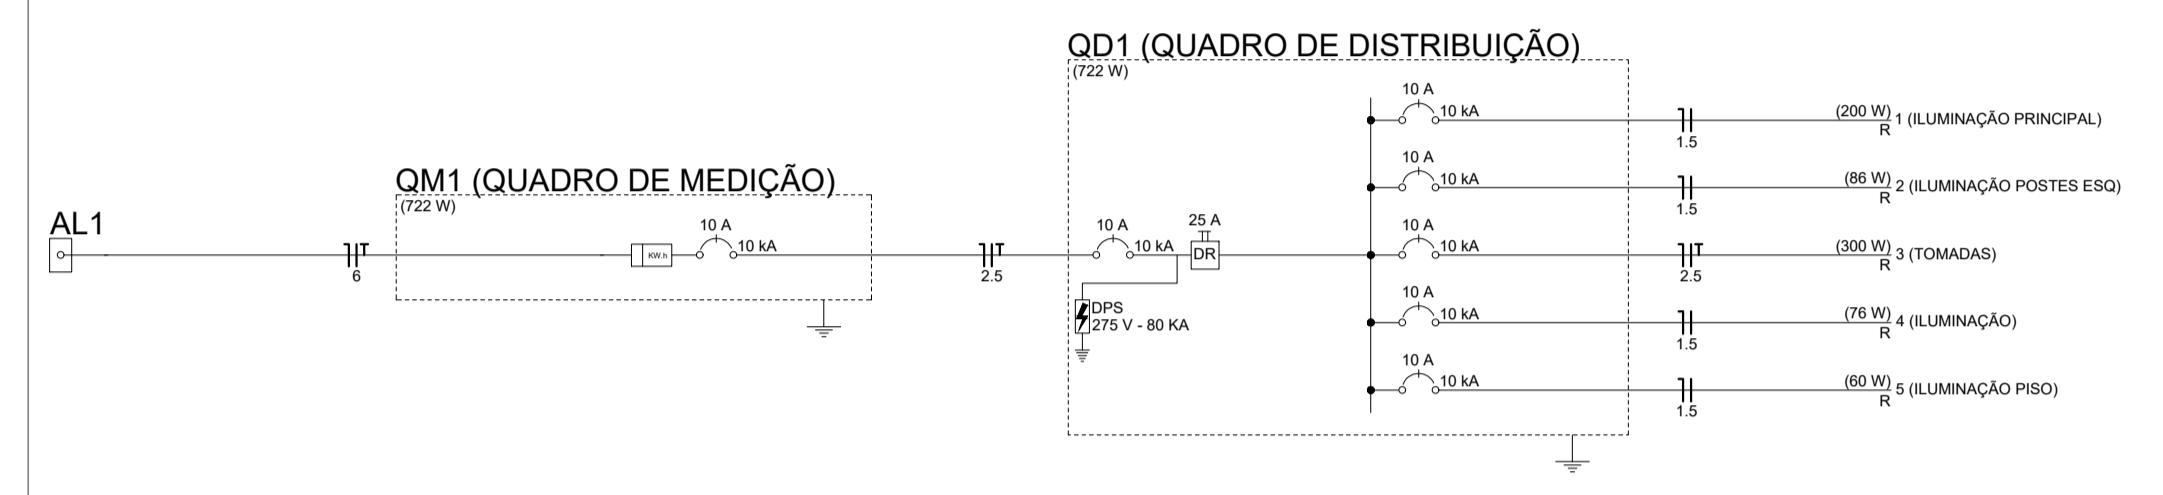 AL1
6
QM1 (QUADRO DE MEDIÇÃO)
(722 W)
KW.h
10 A
10 kA
2.5
QD1 (QUADRO DE DISTRIBUIÇÃO)
(722 W)
10 A
10 kA
25 A
DR
DPS
275 V - 80 KA
10 A
10 kA
1.5
(200 W)
R
1 (ILUMINAÇÃO PRINCIPAL)
10 A
10 kA
1.5
(86 W)
R
2 (ILUMINAÇÃO POSTES ESQ)
10 A
10 kA
2.5
(300 W)
R
3 (TOMADAS)
10 A
10 kA
1.5
(76 W)
R
4 (ILUMINAÇÃO)
10 A
10 kA
1.5
(60 W)
R
5 (ILUMINAÇÃO PISO)